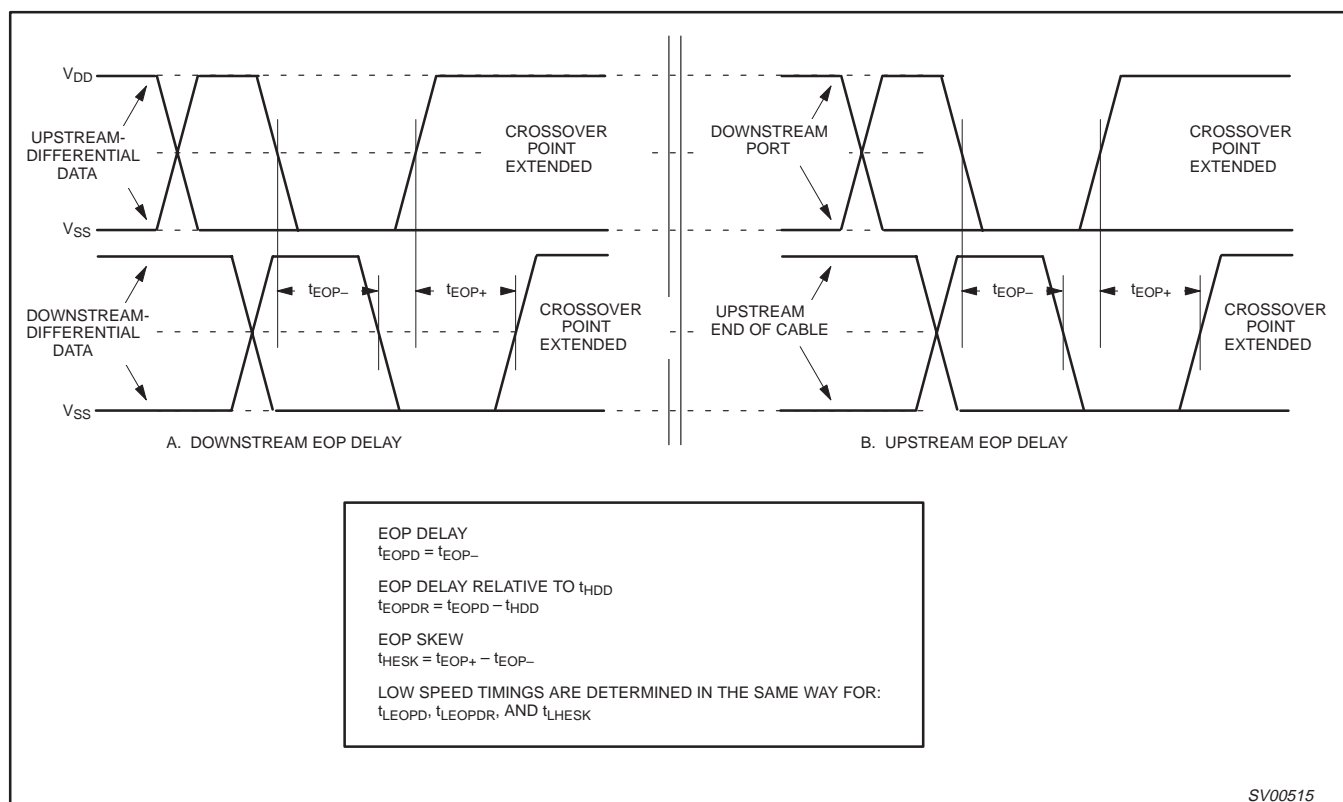 VDD
UPSTREAM-
DIFFERENTIAL
DATA
VSS
CROSSOVER
POINT
EXTENDED
DOWNSTREAM-
DIFFERENTIAL
DATA
VSS
tEOP–
tEOP+
CROSSOVER
POINT
EXTENDED
A. DOWNSTREAM EOP DELAY
DOWNSTREAM
PORT
CROSSOVER
POINT
EXTENDED
UPSTREAM
END OF CABLE
tEOP–
tEOP+
CROSSOVER
POINT
EXTENDED
B. UPSTREAM EOP DELAY
EOP DELAY
tEOPD = tEOP–
EOP DELAY RELATIVE TO tHDD
tEOPDR = tEOPD – tHDD
EOP SKEW
tHESK = tEOP+ – tEOP–
LOW SPEED TIMINGS ARE DETERMINED IN THE SAME WAY FOR:
tLEOPD, tLEOPDR, AND tLHESK
SV00515